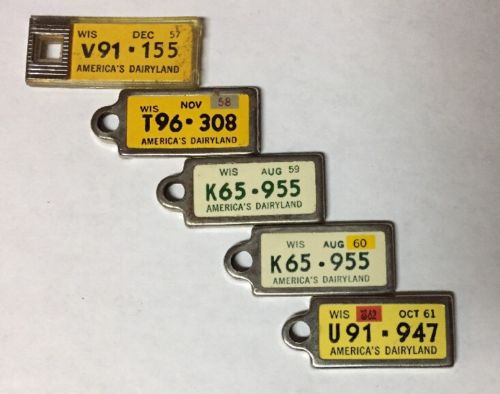 WIS DEC 57
V91·155
AMERICA'S DAIRYLAND
WIS NOV 58
T96·308
AMERICA'S DAIRYLAND
WIS AUG 59
K65·955
AMERICA'S DAIRYLAND
WIS AUG 60
K65·955
AMERICA'S DAIRYLAND
WIS OCT 61
U91·947
AMERICA'S DAIRYLAND